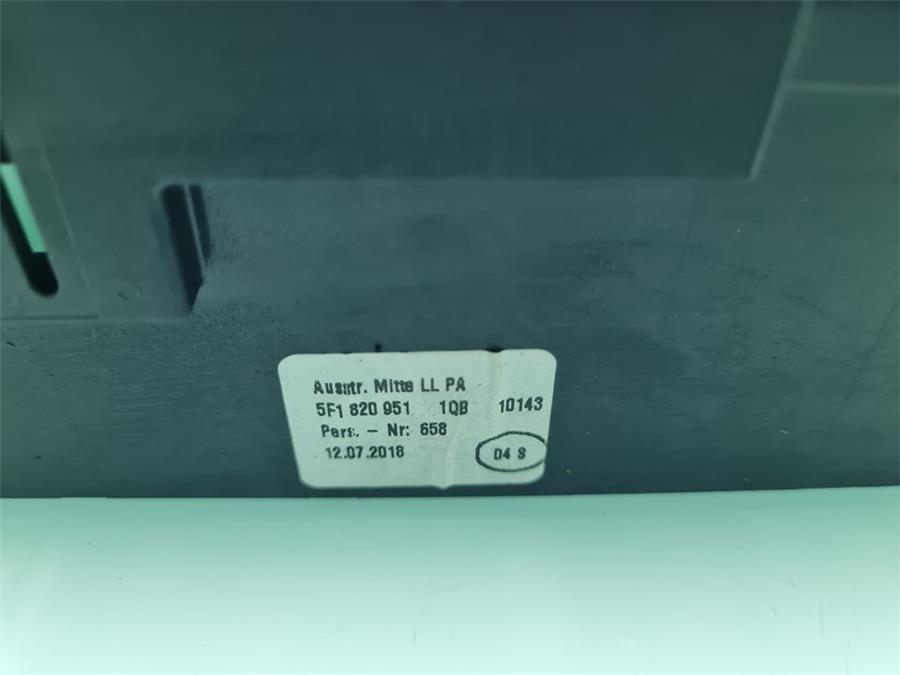 Ausstr. Mitte LL PA
5F1 820 951 1QB 10143
Pers. - Nr: 658
12.07.2018 04 S